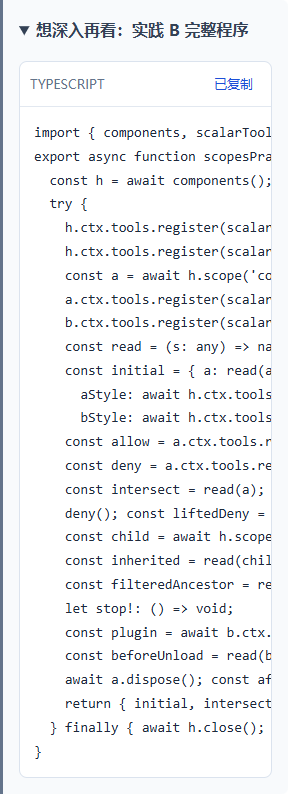 ▼ 想深入再看：实践 B 完整程序
TYPESCRIPT 已复制
import { components, scalarTool
export async function scopesPra
const h = await components();
try {
h.ctx.tools.register(scalar
h.ctx.tools.register(scalar
const a = await h.scope('co
a.ctx.tools.register(scalar
b.ctx.tools.register(scalar
const read = (s: any) => na
const initial = { a: read(a
aStyle: await h.ctx.tools
bStyle: await h.ctx.tools
const allow = a.ctx.tools.r
const deny = a.ctx.tools.re
const intersect = read(a);
deny(); const liftedDeny =
const child = await h.scope
const inherited = read(chil
const filteredAncestor = re
let stop!: () => void;
const plugin = await b.ctx.
const beforeUnload = read(b
await a.dispose(); const af
return { initial, intersect
} finally { await h.close();
}